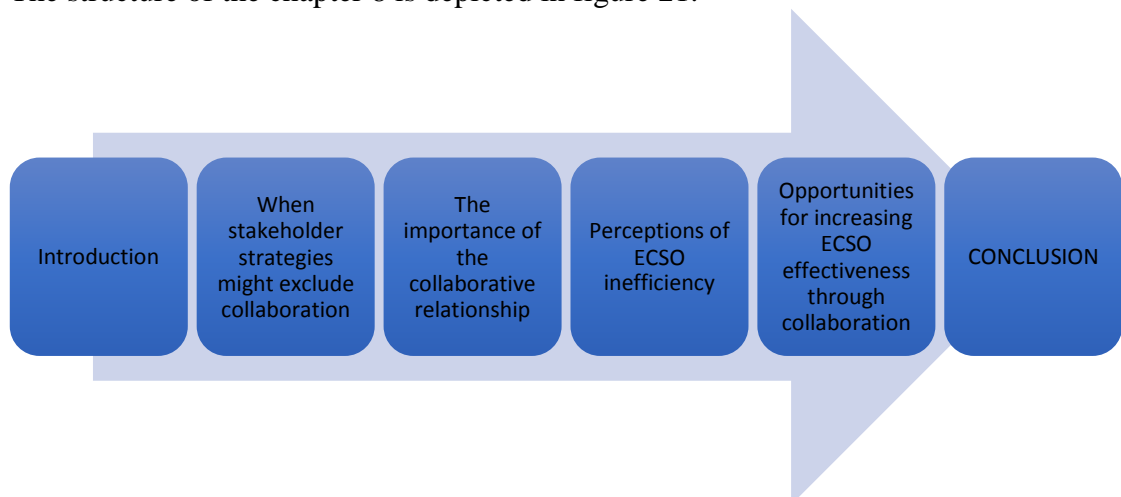 The structure of the chapter 8 is depicted in figure 21.
Introduction
When
stakeholder
strategies
might exclude
collaboration
The
importance of
the
collaborative
relationship
Perceptions of
ECSO
inefficiency
Opportunities
for increasing
ECSO
effectiveness
through
collaboration
CONCLUSION